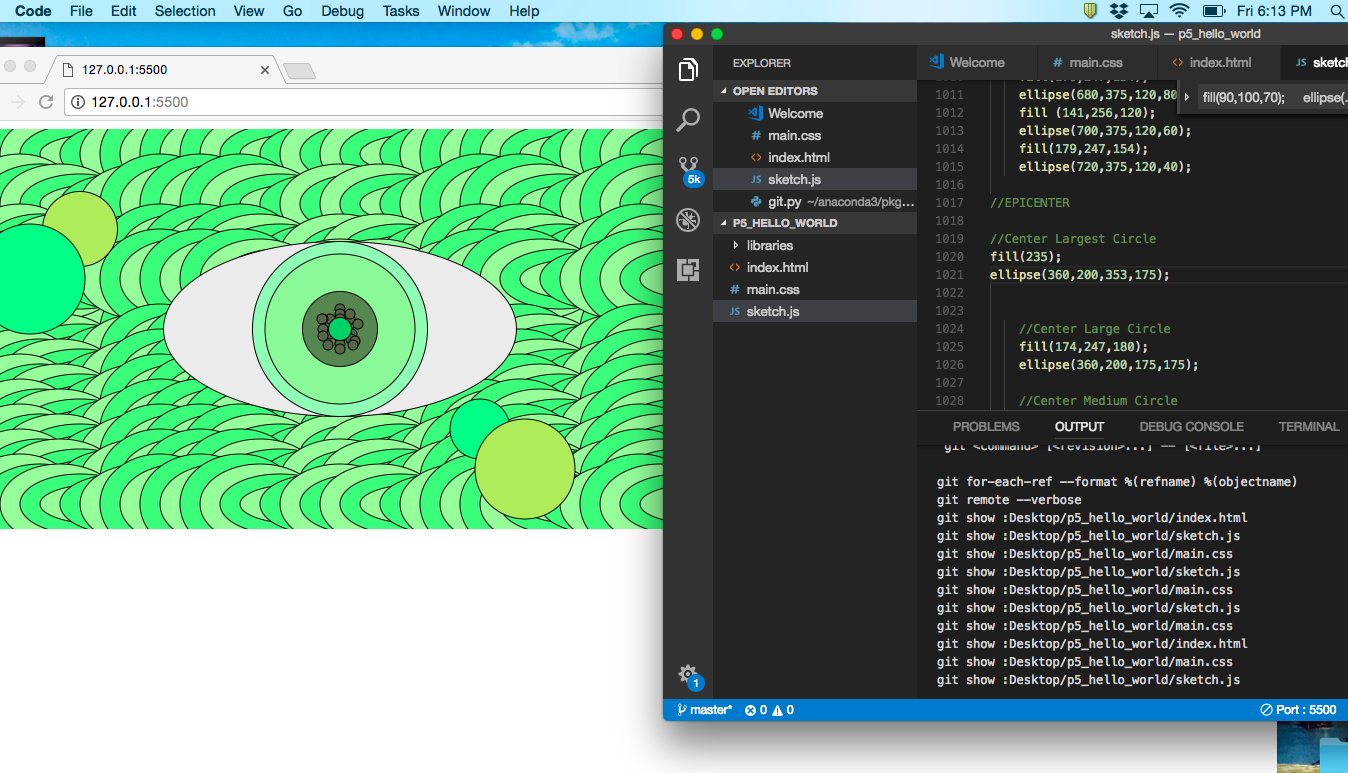 Code File Edit Selection View Go Debug Tasks Window Help Fri 6:13 PM
127.0.0.1:5500
127.0.0.1:5500
sketch.js — p5_hello_world
EXPLORER
OPEN EDITORS
Welcome
main.css
index.html
sketch.js
git.py ~/anaconda3/pkg...
P5_HELLO_WORLD
libraries
index.html
main.css
sketch.js
5k
1
Welcome # main.css <> index.html JS sketch
fill(90,100,70); ellipse(.
1011 ellipse(680,375,120,80
1012 fill (141,256,120);
1013 ellipse(700,375,120,60);
1014 fill(179,247,154);
1015 ellipse(720,375,120,40);
1016
1017 //EPICENTER
1018
1019 //Center Largest Circle
1020 fill(235);
1021 ellipse(360,200,353,175);
1022
1023
1024 //Center Large Circle
1025 fill(174,247,180);
1026 ellipse(360,200,175,175);
1027
1028 //Center Medium Circle
PROBLEMS OUTPUT DEBUG CONSOLE TERMINAL
git <command> [<revision>...] -- [<file>...]
git for-each-ref --format %(refname) %(objectname)
git remote --verbose
git show :Desktop/p5_hello_world/index.html
git show :Desktop/p5_hello_world/sketch.js
git show :Desktop/p5_hello_world/main.css
git show :Desktop/p5_hello_world/sketch.js
git show :Desktop/p5_hello_world/main.css
git show :Desktop/p5_hello_world/sketch.js
git show :Desktop/p5_hello_world/main.css
git show :Desktop/p5_hello_world/index.html
git show :Desktop/p5_hello_world/main.css
git show :Desktop/p5_hello_world/sketch.js
master* 0 0 Port : 5500